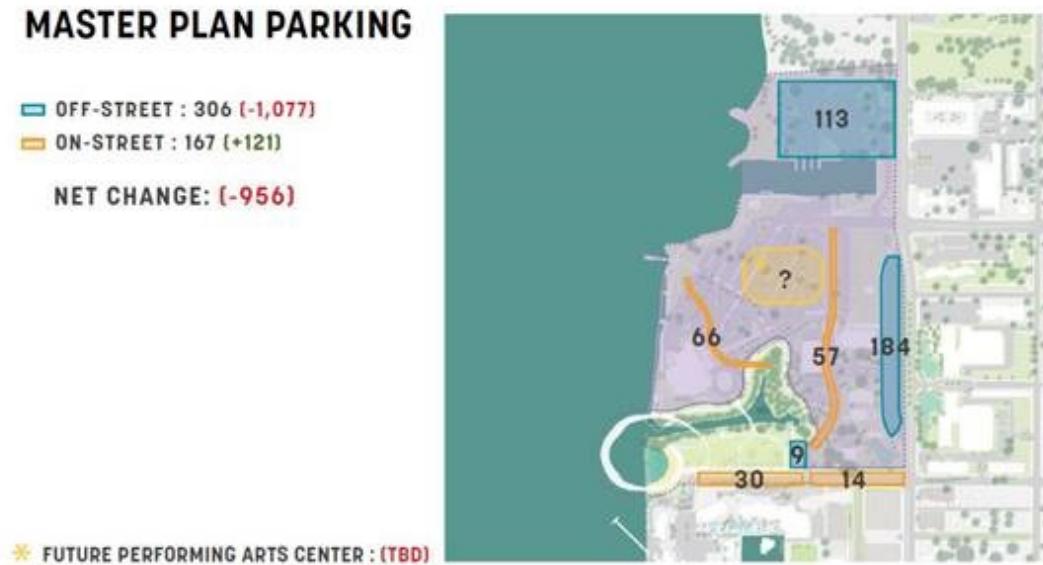 MASTER PLAN PARKING
OFF-STREET : 306 (-1,077)
ON-STREET : 167 (+121)
NET CHANGE: (-956)
113
?
66
57
184
9
30
14
FUTURE PERFORMING ARTS CENTER : (TBD)